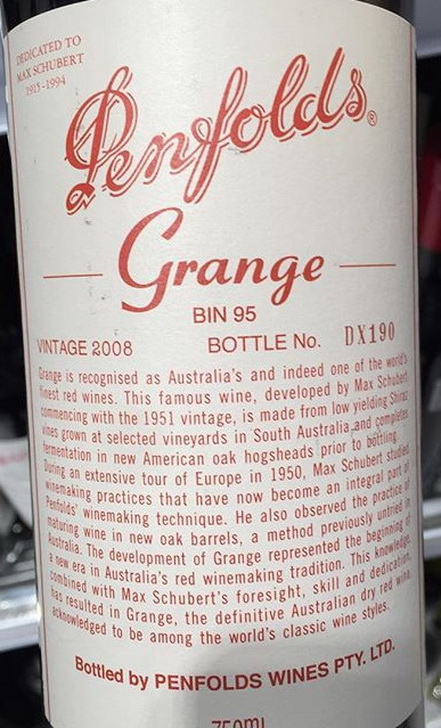 DEDICATED TO
MAX SCHUBERT
1915-1994
Penfolds®
Grange
BIN 95
VINTAGE 2008 BOTTLE No. DX190
Grange is recognised as Australia's and indeed one of the world's
finest red wines. This famous wine, developed by Max Schubert
commencing with the 1951 vintage, is made from low yielding Shiraz
vines grown at selected vineyards in South Australia and completes
fermentation in new American oak hogsheads prior to bottling.
During an extensive tour of Europe in 1950, Max Schubert studied
winemaking practices that have now become an integral part of
Penfolds' winemaking technique. He also observed the practice of
maturing wine in new oak barrels, a method previously untried in
Australia. The development of Grange represented the beginning of
a new era in Australia's red winemaking tradition. This knowledge,
combined with Max Schubert's foresight, skill and dedication,
has resulted in Grange, the definitive Australian dry red wine,
acknowledged to be among the world's classic wine styles.
Bottled by PENFOLDS WINES PTY. LTD.
750mL